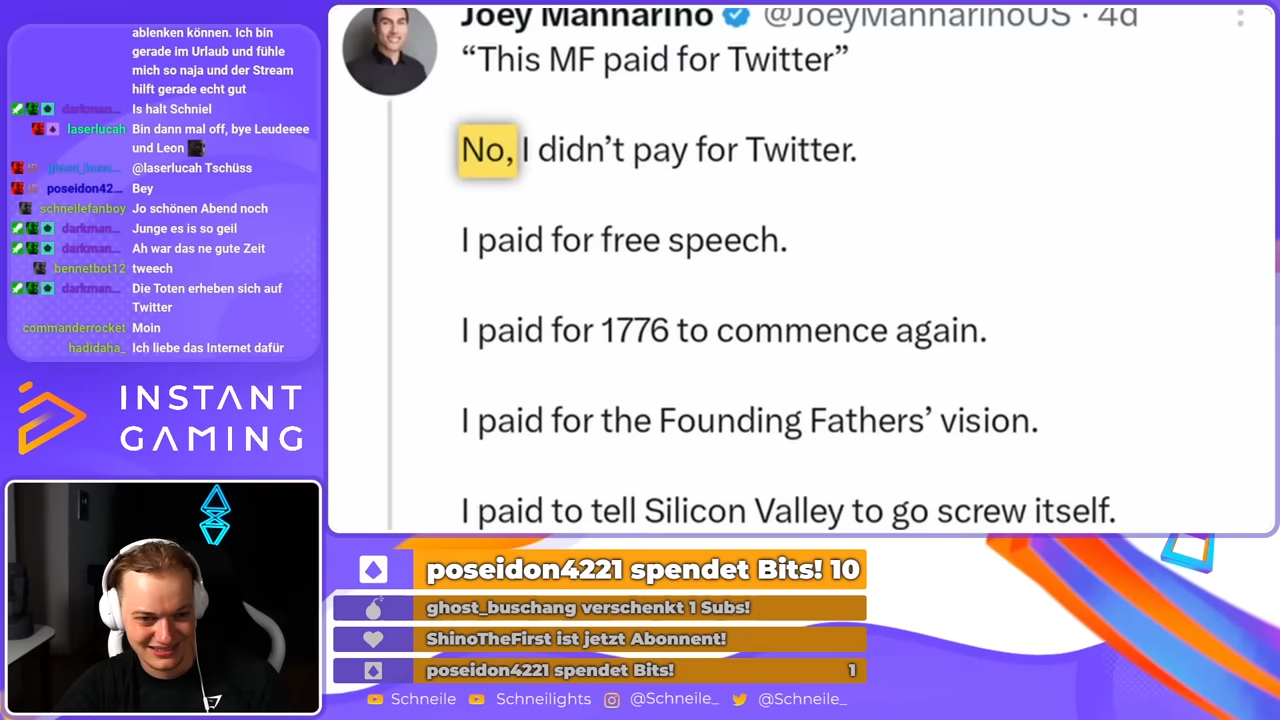 ablenken können. Ich bin
gerade im Urlaub und fühle
mich so naja und der Stream
hilft gerade echt gut
darkman... Is halt Schniel
laserlucah Bin dann mal off, bye Leudeeee
und Leon
ghost_busc... @laserlucah Tschüss
poseidon42... Bey
schneilefanboy Jo schönen Abend noch
darkman... Junge es is so geil
darkman... Ah war das ne gute Zeit
bennetbot12 tweech
darkman... Die Toten erheben sich auf
Twitter
commanderrocket Moin
hadidaha_ Ich liebe das Internet dafür
INSTANT
GAMING
Joey Mannarino @JoeyMannarinoUS · 4d
“This MF paid for Twitter”
No, I didn’t pay for Twitter.
I paid for free speech.
I paid for 1776 to commence again.
I paid for the Founding Fathers’ vision.
I paid to tell Silicon Valley to go screw itself.
poseidon4221 spendet Bits! 10
ghost_buschang verschenkt 1 Subs!
ShinoTheFirst ist jetzt Abonnent!
poseidon4221 spendet Bits! 1
Schneile Schneilights @Schneile_ @Schneile_